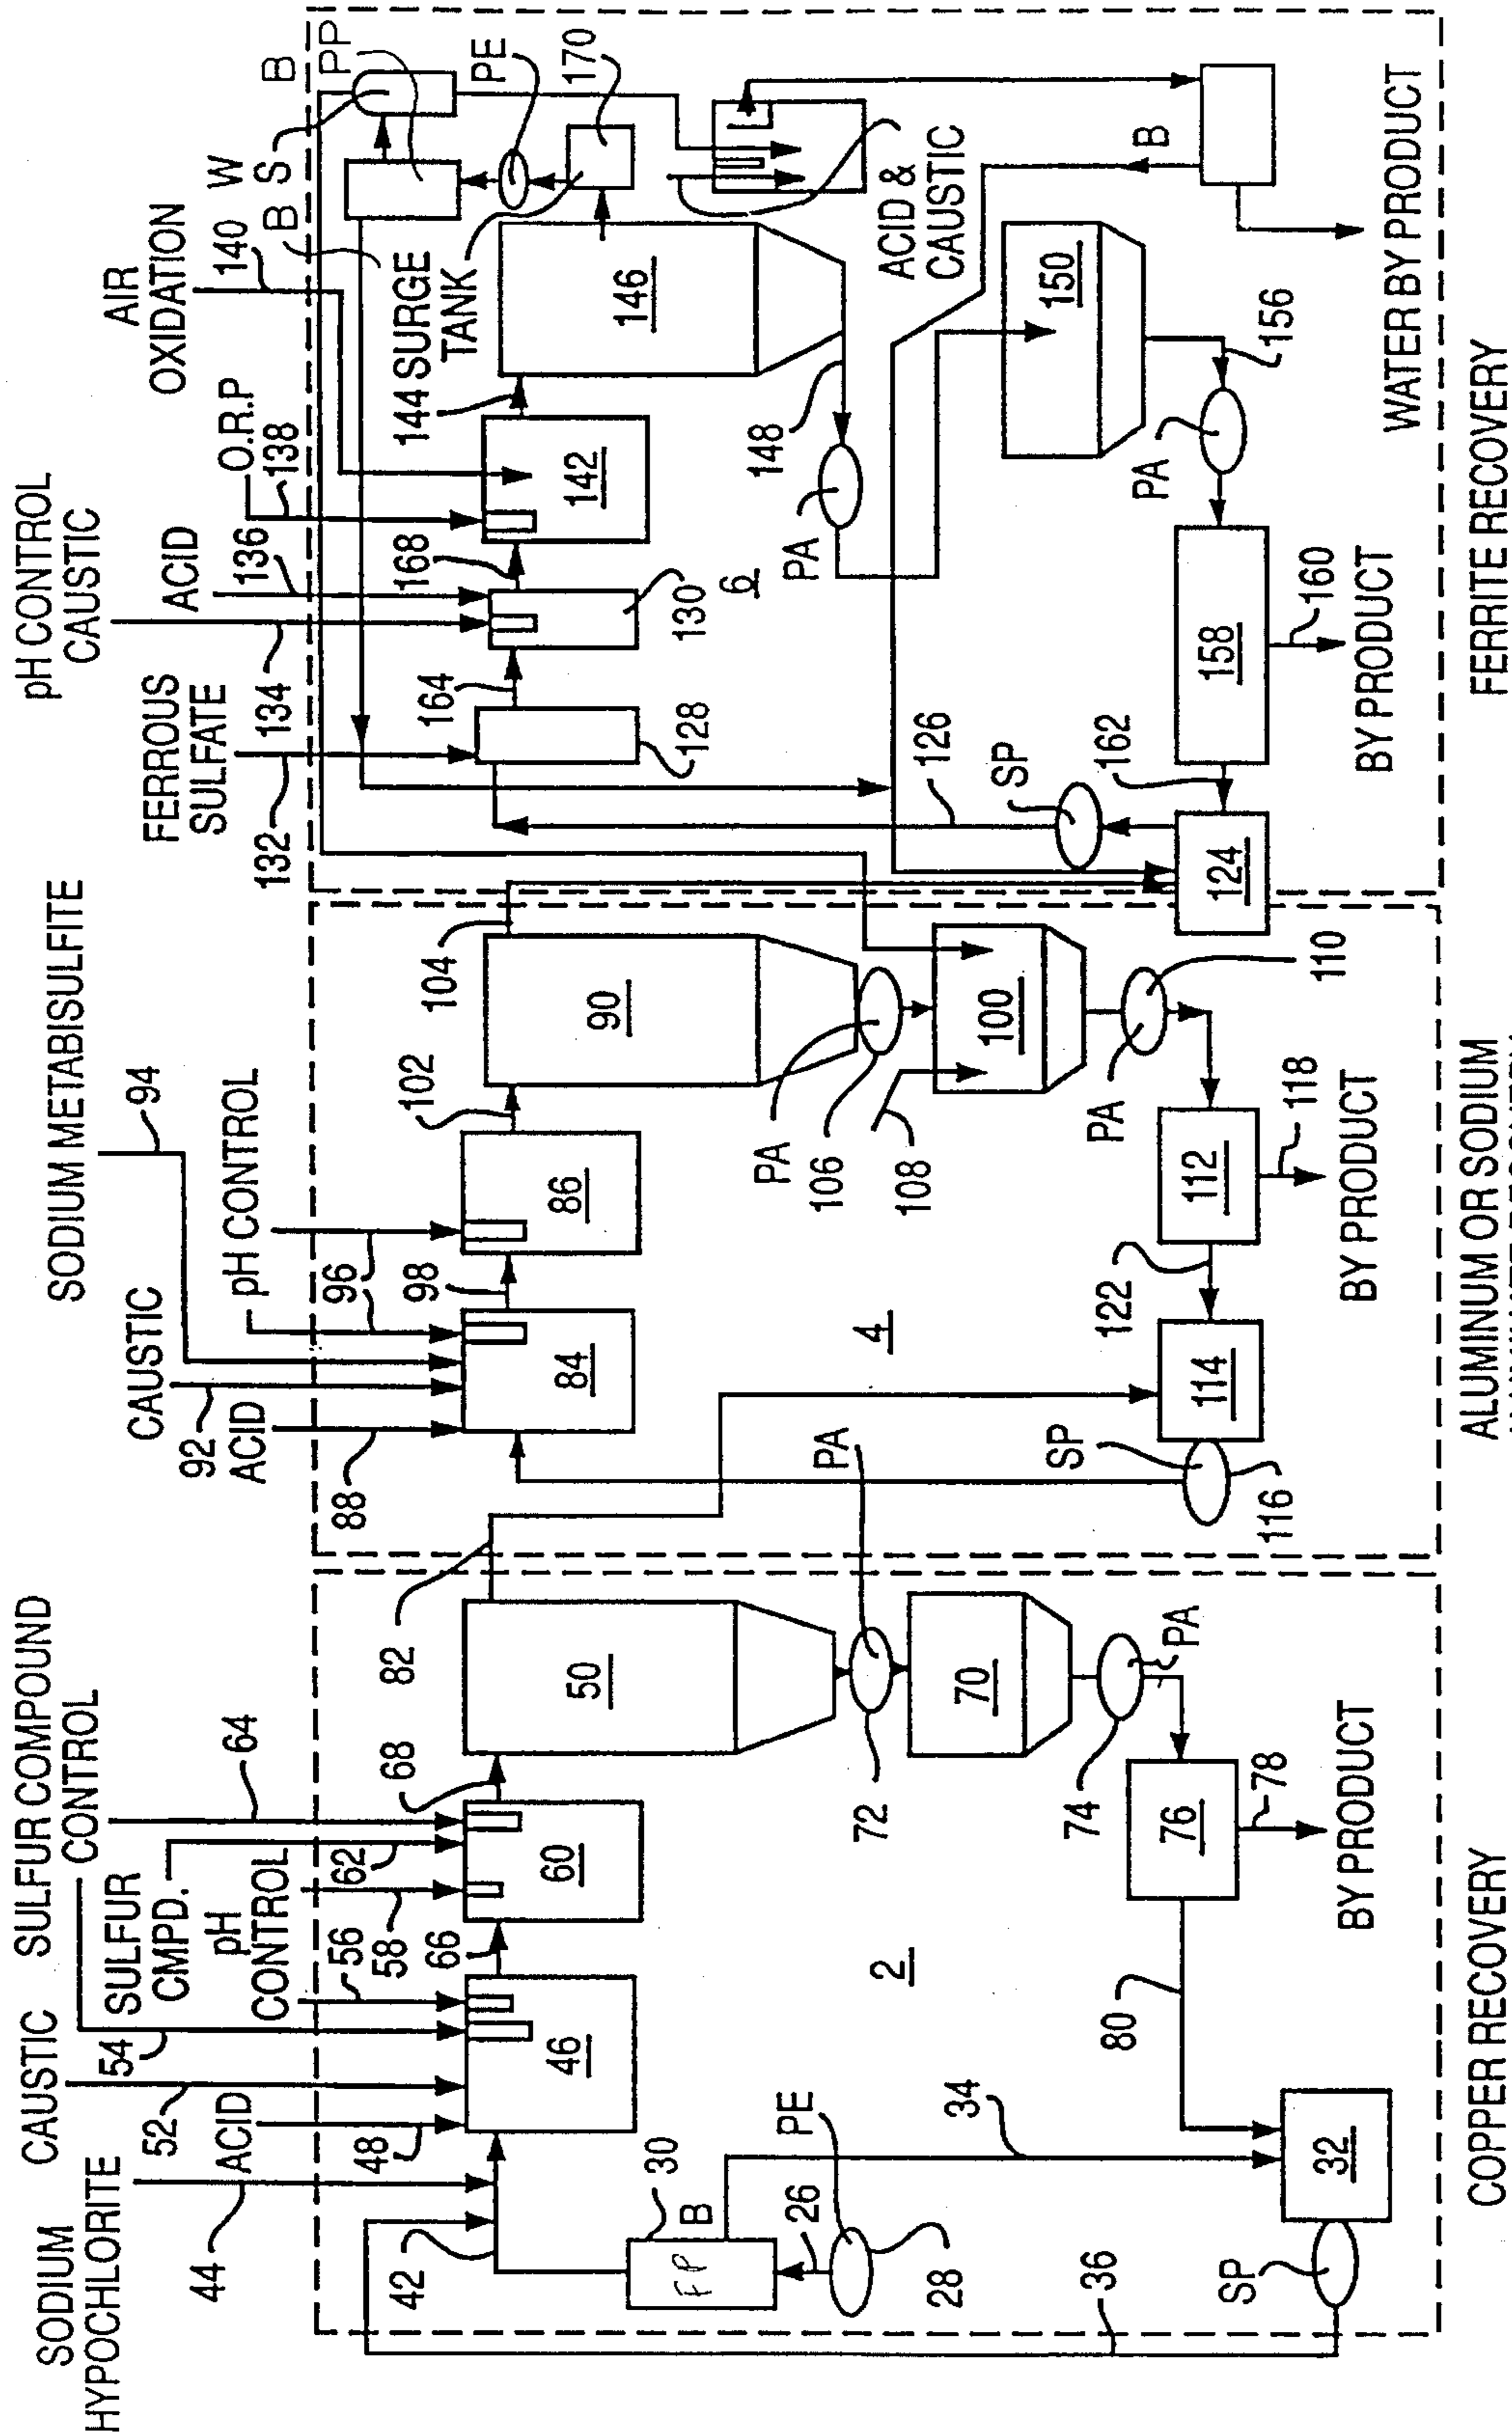 SODIUM
HYPOCHLORITE
44
CAUSTIC
52
ACID
48
SULFUR COMPOUND
CONTROL
54
64
SULFUR
CMPD.
62
pH
CONTROL
56
58
42
46
66
60
68
50
82
30
FP
B
26
PE
28
34
36
SP
32
80
2
72
PA
70
74
PA
76
78
BY PRODUCT
COPPER RECOVERY
SODIUM METABISULFITE
94
CAUSTIC
92
ACID
88
pH CONTROL
96
84
98
86
102
90
104
PA
106
108
100
PA
110
112
118
BY PRODUCT
122
114
SP
116
4
ALUMINUM OR SODIUM
FERROUS
SULFATE
132
pH CONTROL
CAUSTIC
134
ACID
136
O.R.P
138
AIR
OXIDATION
140
W
B S
B
PP
PE
170
128
164
130
168
142
144
SURGE
TANK
146
148
PA
6
ACID &
CAUSTIC
B
150
156
PA
158
160
BY PRODUCT
162
124
SP
126
WATER BY PRODUCT
FERRITE RECOVERY